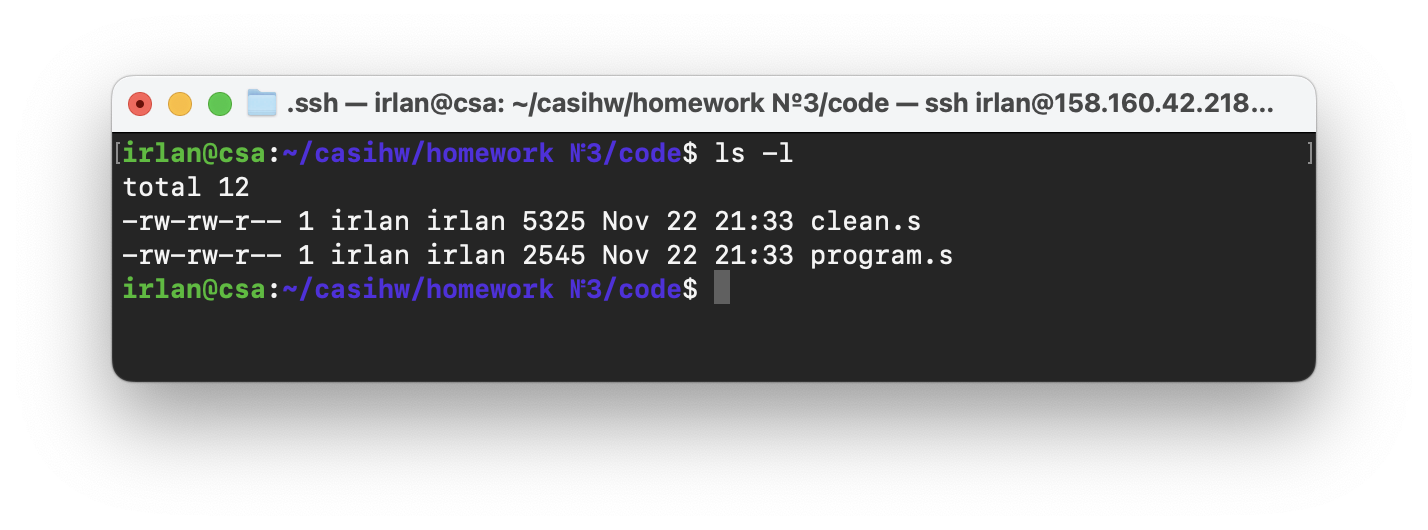 .ssh — irlan@csa: ~/casihw/homework №3/code — ssh irlan@158.160.42.218...
[irlan@csa:~/casihw/homework №3/code$ ls -l ]
total 12
-rw-rw-r-- 1 irlan irlan 5325 Nov 22 21:33 clean.s
-rw-rw-r-- 1 irlan irlan 2545 Nov 22 21:33 program.s
irlan@csa:~/casihw/homework №3/code$